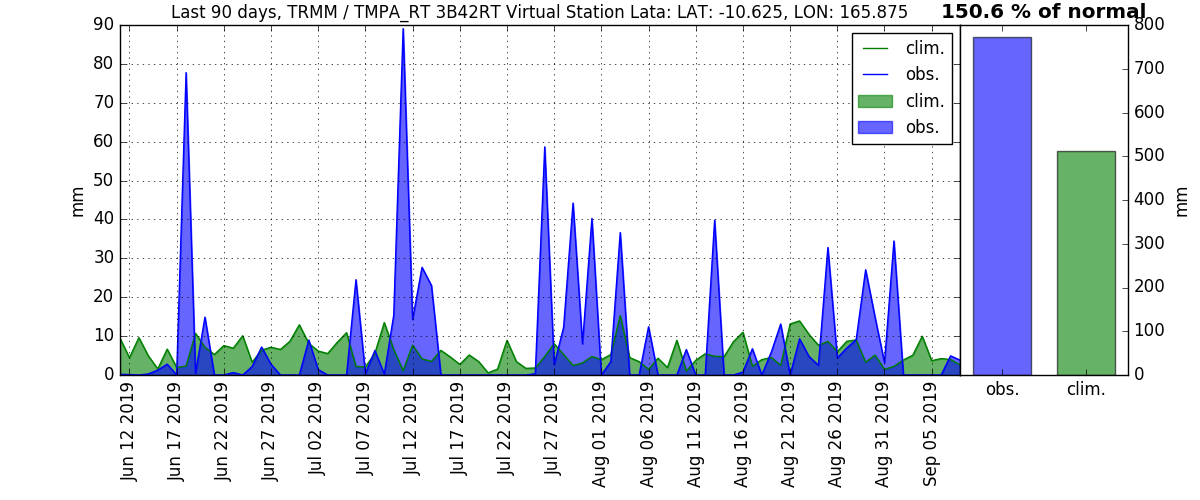 Last 90 days, TRMM / TMPA_RT 3B42RT Virtual Station Lata: LAT: -10.625, LON: 165.875
150.6 % of normal
90
80
70
60
50
40
30
20
10
0
mm
clim.
obs.
clim.
obs.
Jun 12 2019
Jun 17 2019
Jun 22 2019
Jun 27 2019
Jul 02 2019
Jul 07 2019
Jul 12 2019
Jul 17 2019
Jul 22 2019
Jul 27 2019
Aug 01 2019
Aug 06 2019
Aug 11 2019
Aug 16 2019
Aug 21 2019
Aug 26 2019
Aug 31 2019
Sep 05 2019
800
700
600
500
400
300
200
100
0
mm
obs.
clim.